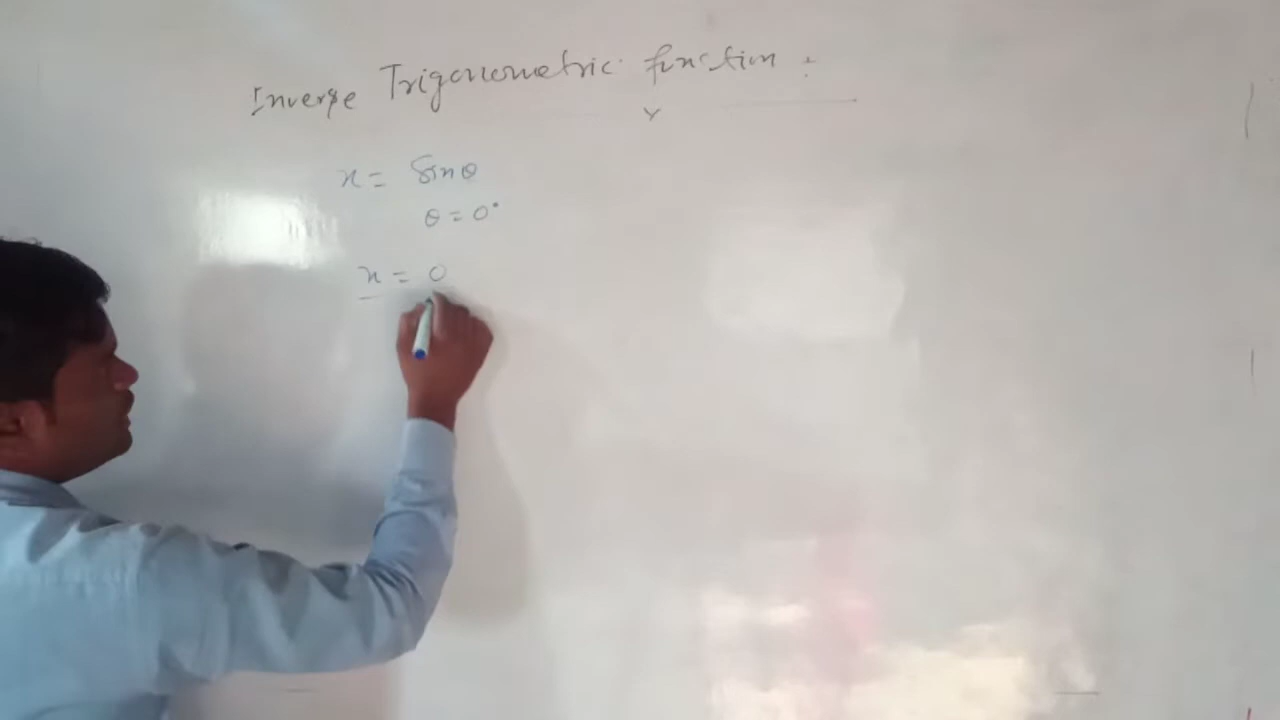 Inverse Trigonometric function :
x = Sinθ
θ = 0°
x = 0